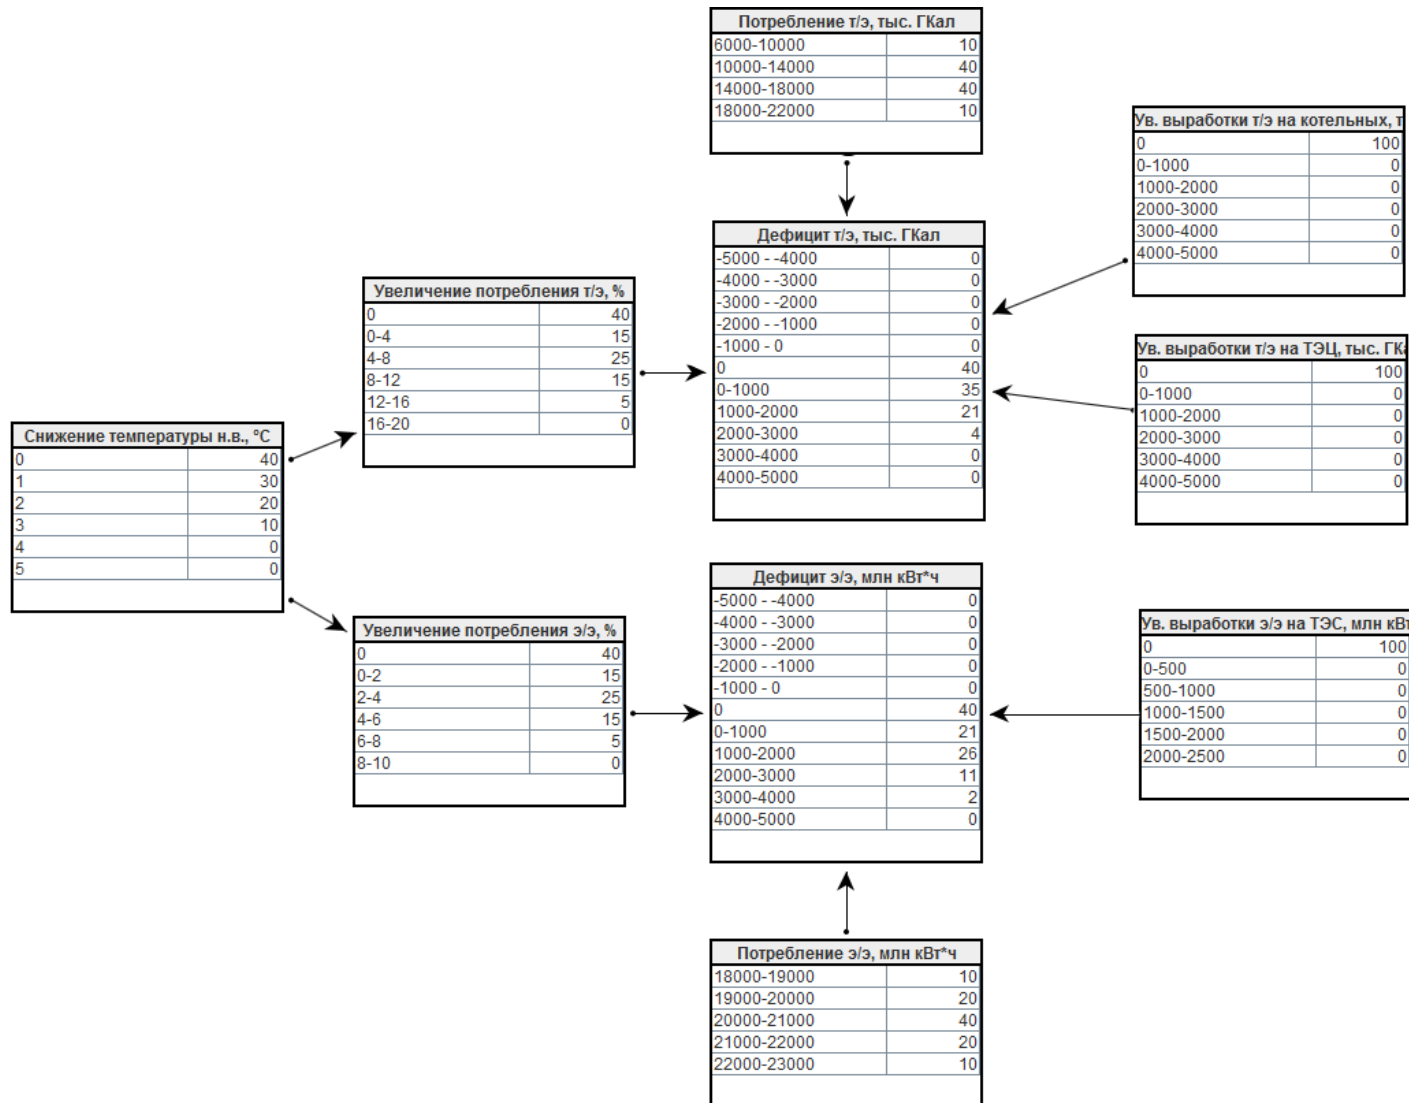 Потребление т/э, тыс. ГКал
6000-10000 10
10000-14000 40
14000-18000 40
18000-22000 10
Ув. выработки т/э на котельных, т
0 100
0-1000 0
1000-2000 0
2000-3000 0
3000-4000 0
4000-5000 0
Дефицит т/э, тыс. ГКал
-5000 - -4000 0
-4000 - -3000 0
-3000 - -2000 0
-2000 - -1000 0
-1000 - 0 0
0 40
0-1000 35
1000-2000 21
2000-3000 4
3000-4000 0
4000-5000 0
Увеличение потребления т/э, %
0 40
0-4 15
4-8 25
8-12 15
12-16 5
16-20 0
Ув. выработки т/э на ТЭЦ, тыс. ГКа
0 100
0-1000 0
1000-2000 0
2000-3000 0
3000-4000 0
4000-5000 0
Снижение температуры н.в., °C
0 40
1 30
2 20
3 10
4 0
5 0
Дефицит э/э, млн кВт*ч
-5000 - -4000 0
-4000 - -3000 0
-3000 - -2000 0
-2000 - -1000 0
-1000 - 0 0
0 40
0-1000 21
1000-2000 26
2000-3000 11
3000-4000 2
4000-5000 0
Увеличение потребления э/э, %
0 40
0-2 15
2-4 25
4-6 15
6-8 5
8-10 0
Ув. выработки э/э на ТЭС, млн кВт
0 100
0-500 0
500-1000 0
1000-1500 0
1500-2000 0
2000-2500 0
Потребление э/э, млн кВт*ч
18000-19000 10
19000-20000 20
20000-21000 40
21000-22000 20
22000-23000 10